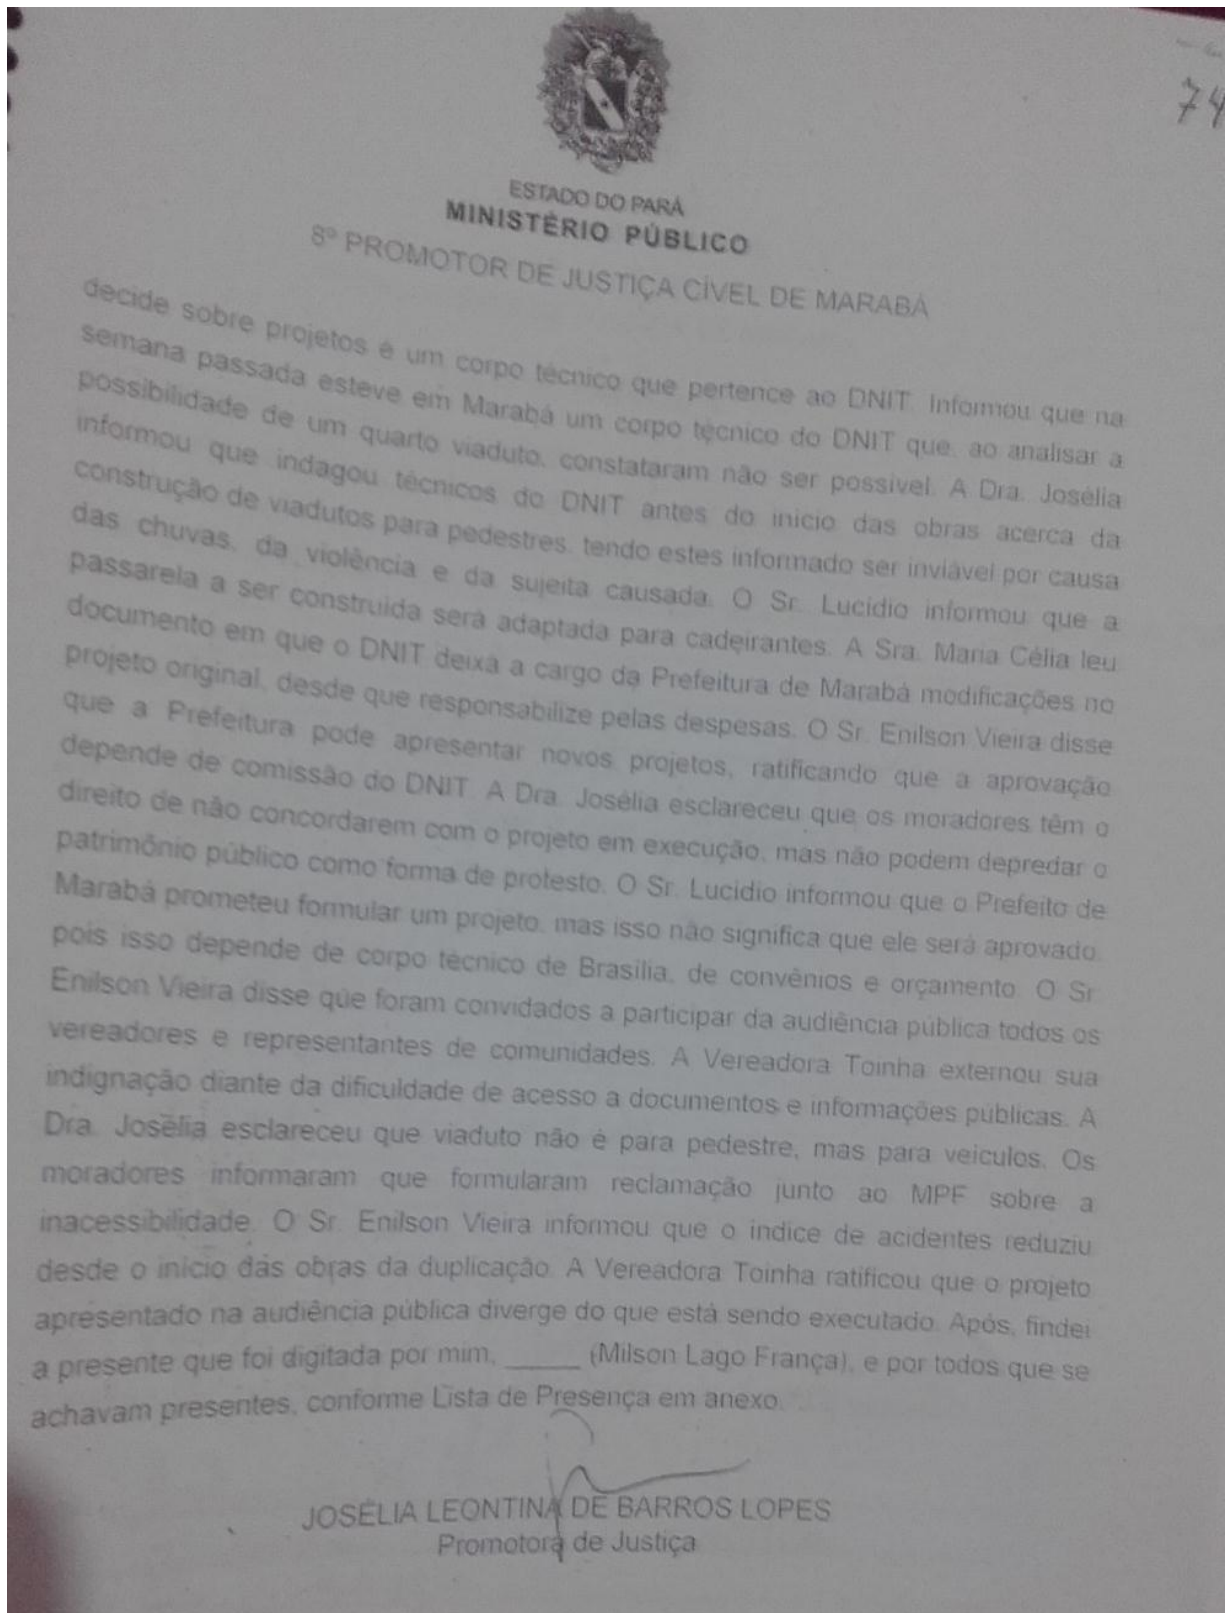 74
ESTADO DO PARÁ
MINISTÉRIO PÚBLICO
8º PROMOTOR DE JUSTIÇA CÍVEL DE MARABÁ
decide sobre projetos é um corpo técnico que pertence ao DNIT. Informou que na
semana passada esteve em Marabá um corpo técnico do DNIT que, ao analisar a
possibilidade de um quarto viaduto, constataram não ser possível. A Dra. Josélia
informou que indagou técnicos do DNIT antes do início das obras acerca da
construção de viadutos para pedestres, tendo estes informado ser inviável por causa
das chuvas, da violência e da sujeita causada. O Sr. Lucídio informou que a
passarela a ser construída será adaptada para cadeirantes. A Sra. Maria Célia leu
documento em que o DNIT deixa a cargo da Prefeitura de Marabá modificações no
projeto original, desde que responsabilize pelas despesas. O Sr. Enilson Vieira disse
que a Prefeitura pode apresentar novos projetos, ratificando que a aprovação
depende de comissão do DNIT. A Dra. Josélia esclareceu que os moradores têm o
direito de não concordarem com o projeto em execução, mas não podem depredar o
patrimônio público como forma de protesto. O Sr. Lucídio informou que o Prefeito de
Marabá prometeu formular um projeto, mas isso não significa que ele será aprovado,
pois isso depende de corpo técnico de Brasília, de convênios e orçamento. O Sr.
Enilson Vieira disse que foram convidados a participar da audiência pública todos os
vereadores e representantes de comunidades. A Vereadora Toinha externou sua
indignação diante da dificuldade de acesso a documentos e informações públicas. A
Dra. Josélia esclareceu que viaduto não é para pedestre, mas para veículos. Os
moradores informaram que formularam reclamação junto ao MPF sobre a
inacessibilidade. O Sr. Enilson Vieira informou que o índice de acidentes reduziu
desde o início das obras da duplicação. A Vereadora Toinha ratificou que o projeto
apresentado na audiência pública diverge do que está sendo executado. Após, findei
a presente que foi digitada por mim, _____ (Milson Lago França), e por todos que se
achavam presentes, conforme Lista de Presença em anexo.
JOSÉLIA LEONTINA DE BARROS LOPES
Promotora de Justiça